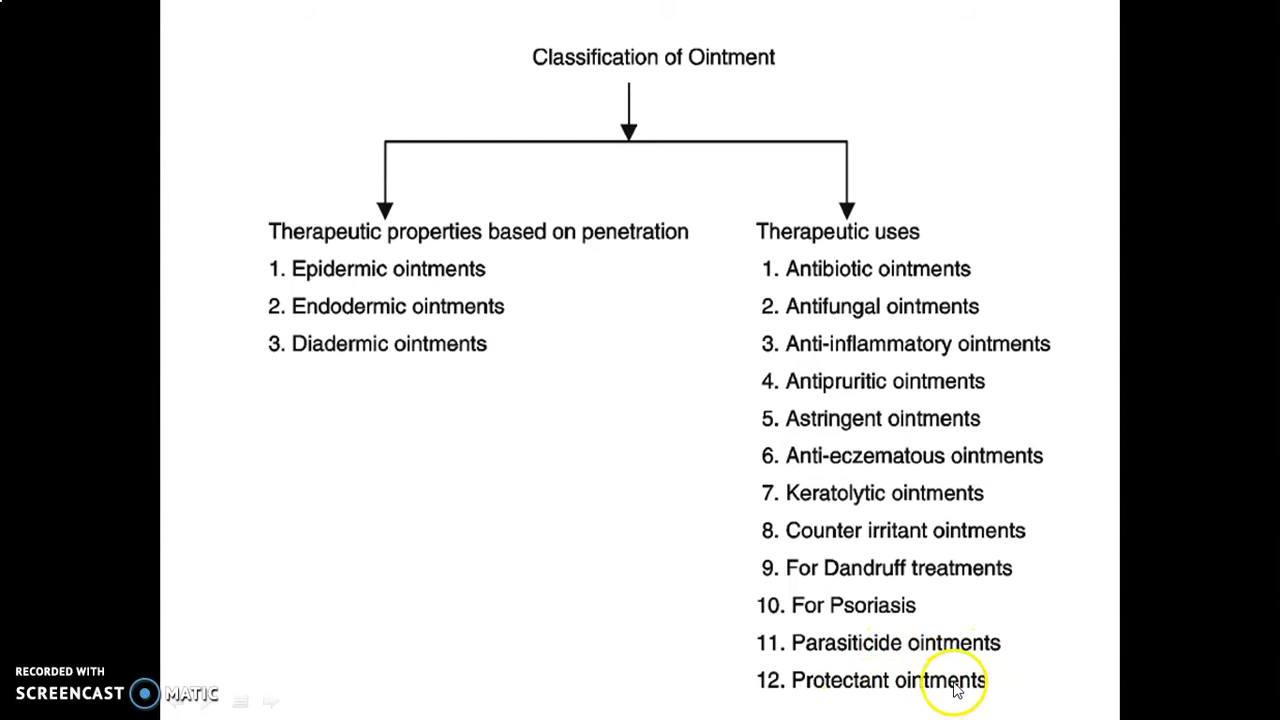 Classification of Ointment
Therapeutic properties based on penetration
1. Epidermic ointments
2. Endodermic ointments
3. Diadermic ointments
Therapeutic uses
1. Antibiotic ointments
2. Antifungal ointments
3. Anti-inflammatory ointments
4. Antipruritic ointments
5. Astringent ointments
6. Anti-eczematous ointments
7. Keratolytic ointments
8. Counter irritant ointments
9. For Dandruff treatments
10. For Psoriasis
11. Parasiticide ointments
12. Protectant ointments
RECORDED WITH
SCREENCAST MATIC